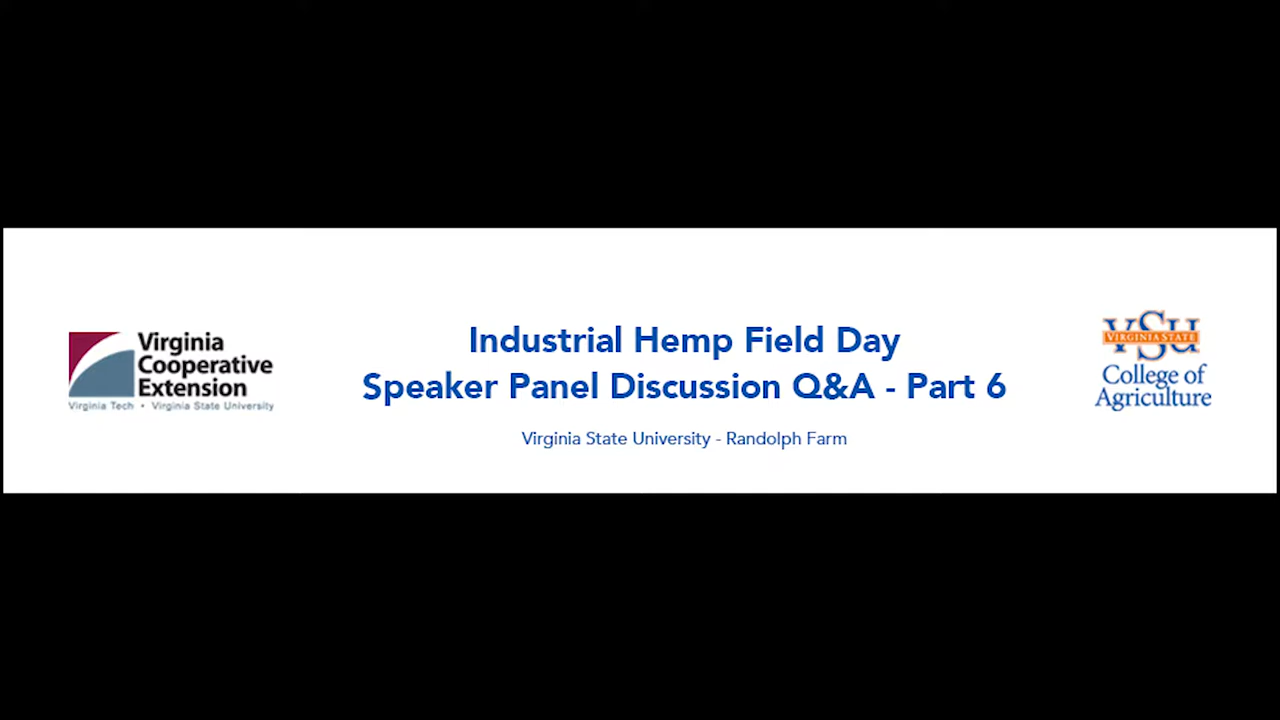 Virginia
Cooperative
Extension
Virginia Tech • Virginia State University
Industrial Hemp Field Day
Speaker Panel Discussion Q&A - Part 6
Virginia State University - Randolph Farm
VSU
VIRGINIA STATE
College of
Agriculture